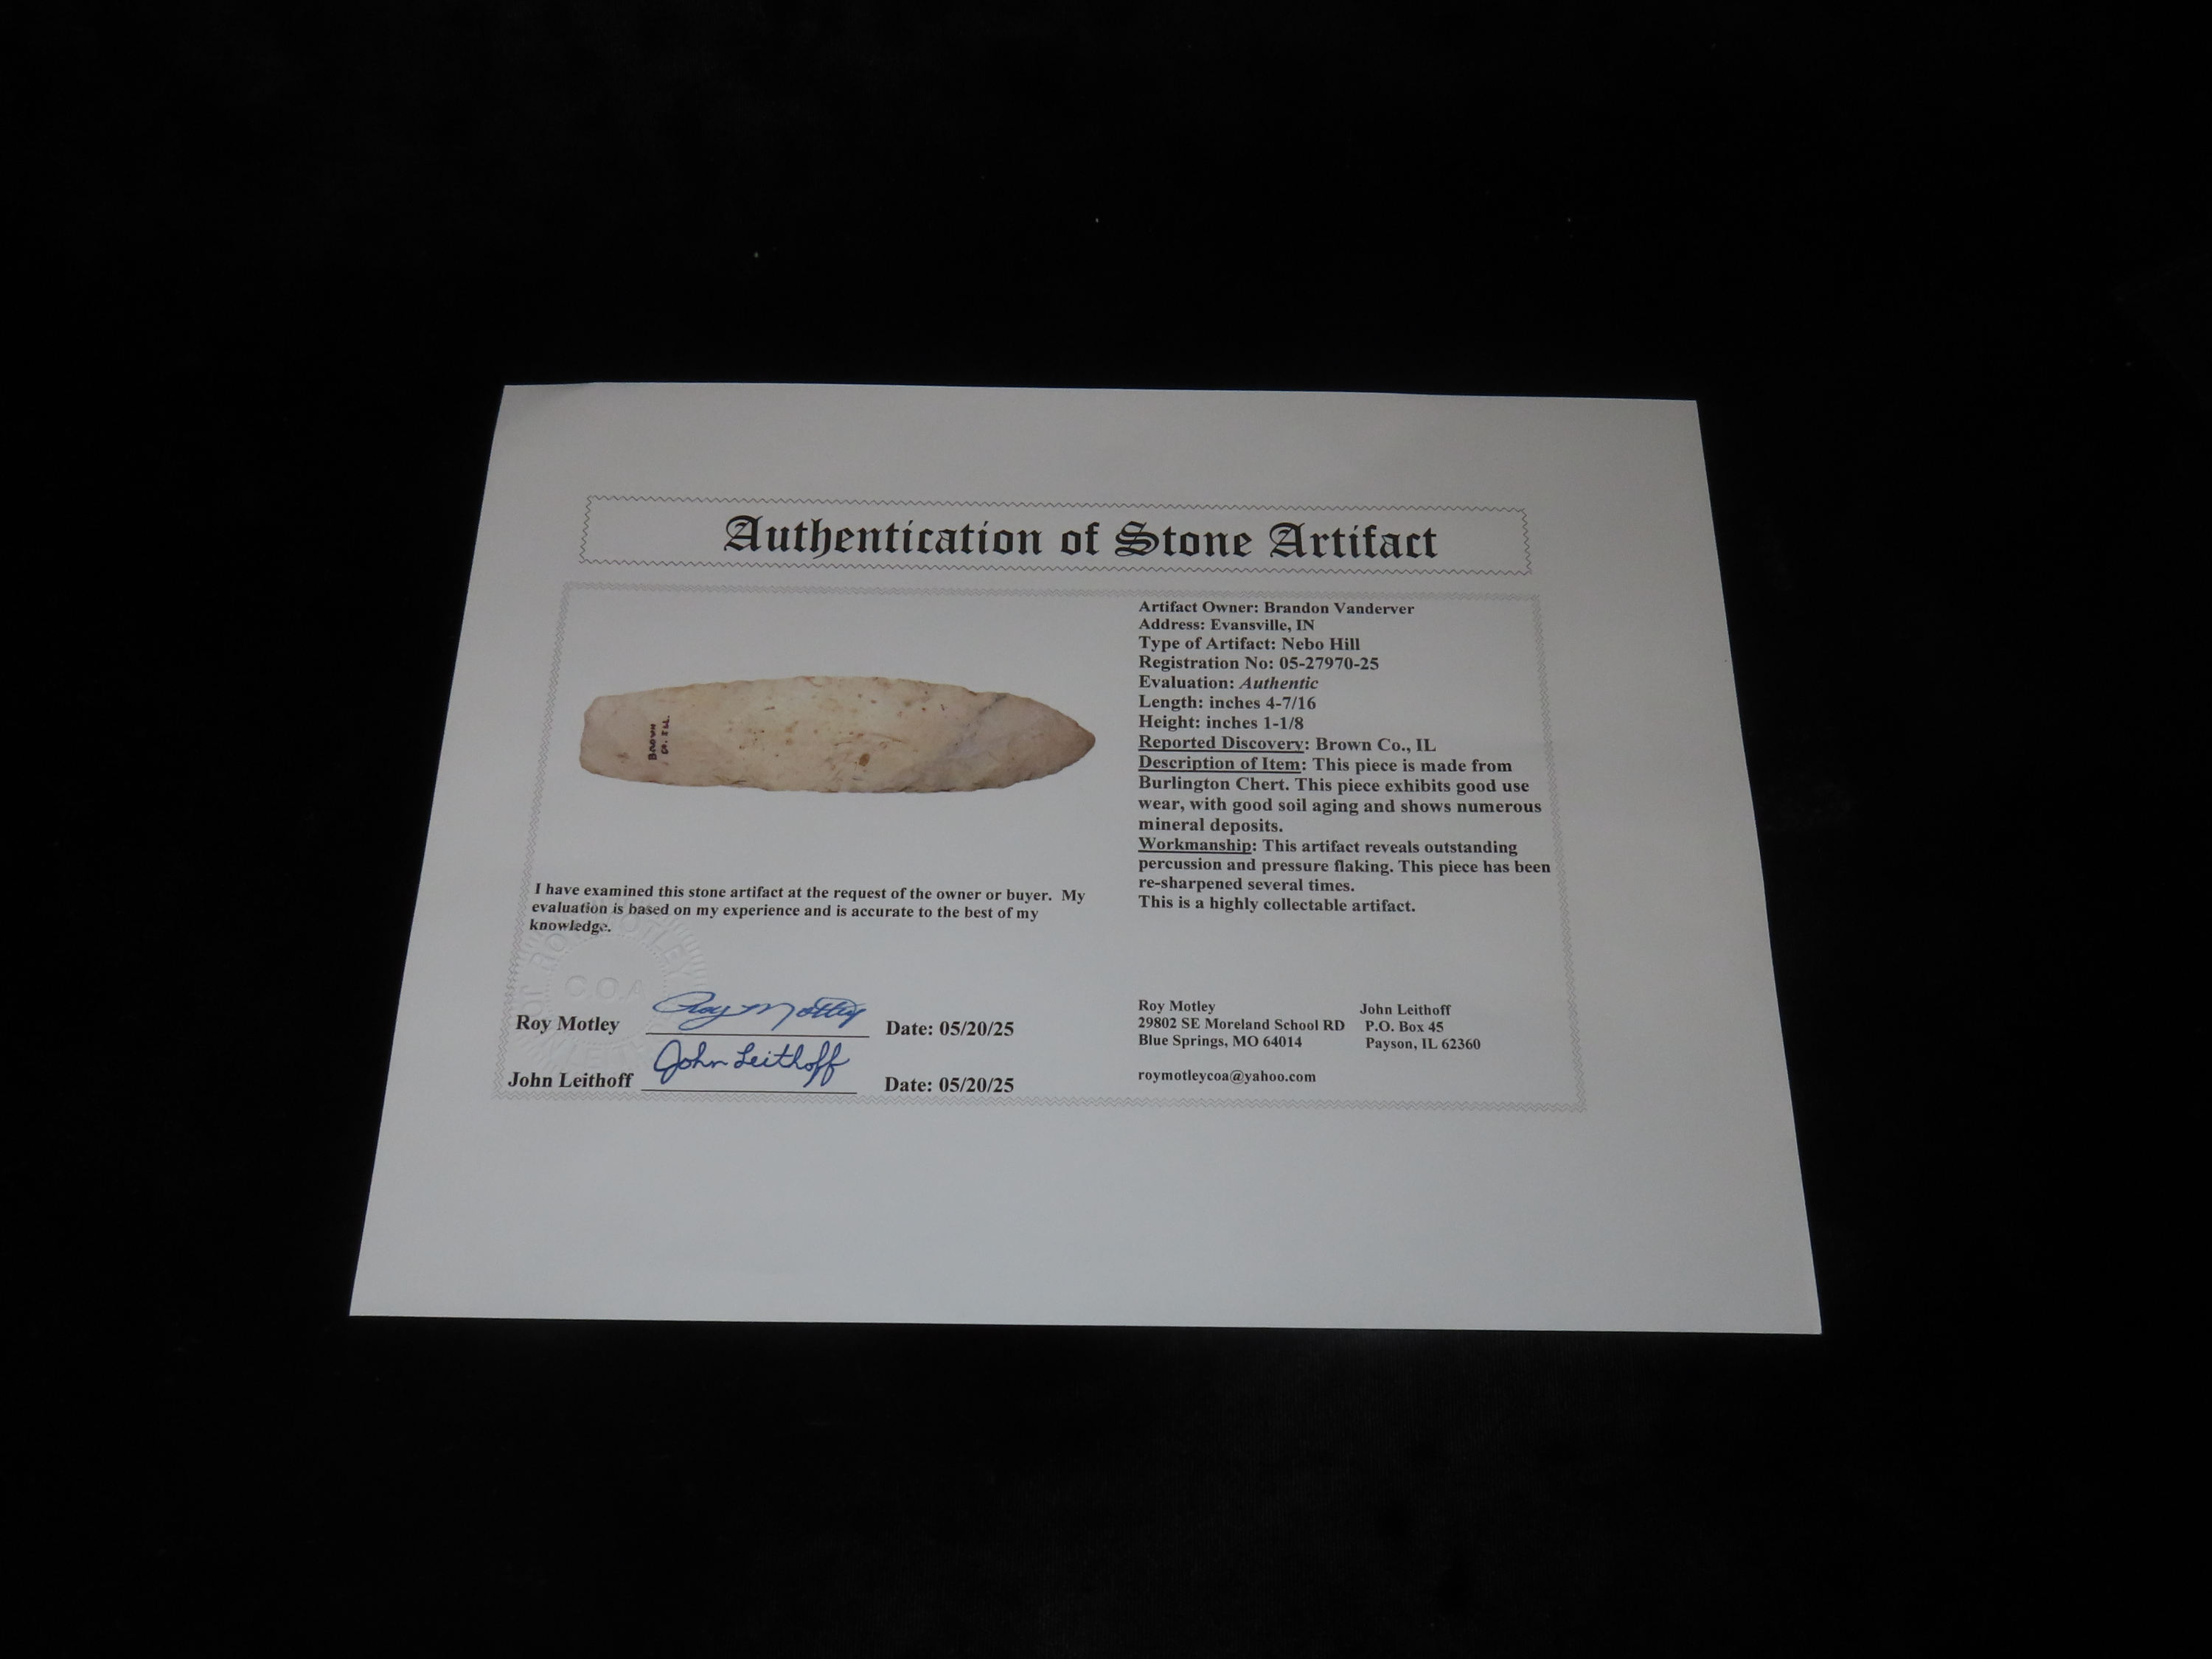 Authentication of Stone Artifact
Artifact Owner: Brandon Vanderver
Address: Evansville, IN
Type of Artifact: Nebo Hill
Registration No: 05-27970-25
Evaluation: Authentic
Length: inches 4-7/16
Height: inches 1-1/8
Reported Discovery: Brown Co., IL
Description of Item: This piece is made from
Burlington Chert. This piece exhibits good use
wear, with good soil aging and shows numerous
mineral deposits.
Workmanship: This artifact reveals outstanding
percussion and pressure flaking. This piece has been
re-sharpened several times.
This is a highly collectable artifact.
BROWN
CO. ILL.
I have examined this stone artifact at the request of the owner or buyer. My
evaluation is based on my experience and is accurate to the best of my
knowledge.
C.O.A
Roy Motley Roy Motley Date: 05/20/25
John Leithoff John Leithoff Date: 05/20/25
Roy Motley
29802 SE Moreland School RD
Blue Springs, MO 64014
roymotleycoa@yahoo.com
John Leithoff
P.O. Box 45
Payson, IL 62360